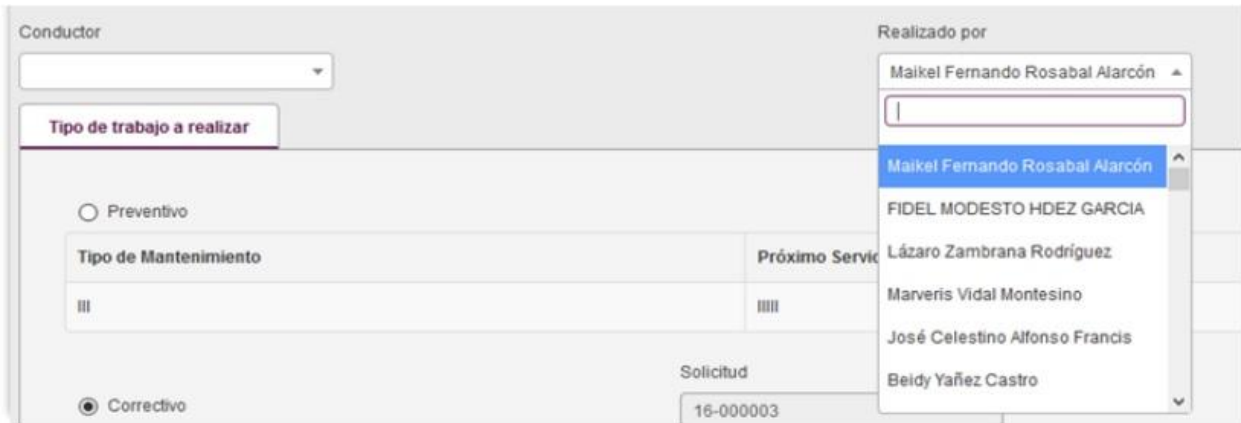 Conductor
Realizado por
Maikel Fernando Rosabal Alarcón
Tipo de trabajo a realizar
Maikel Fernando Rosabal Alarcón
FIDEL MODESTO HDEZ GARCIA
Lázaro Zambrana Rodríguez
Marveris Vidal Montesino
José Celestino Alfonso Francis
Beidy Yañez Castro
Preventivo
Tipo de Mantenimiento
Próximo Servic
III
IIIII
Solicitud
Correctivo
16-000003